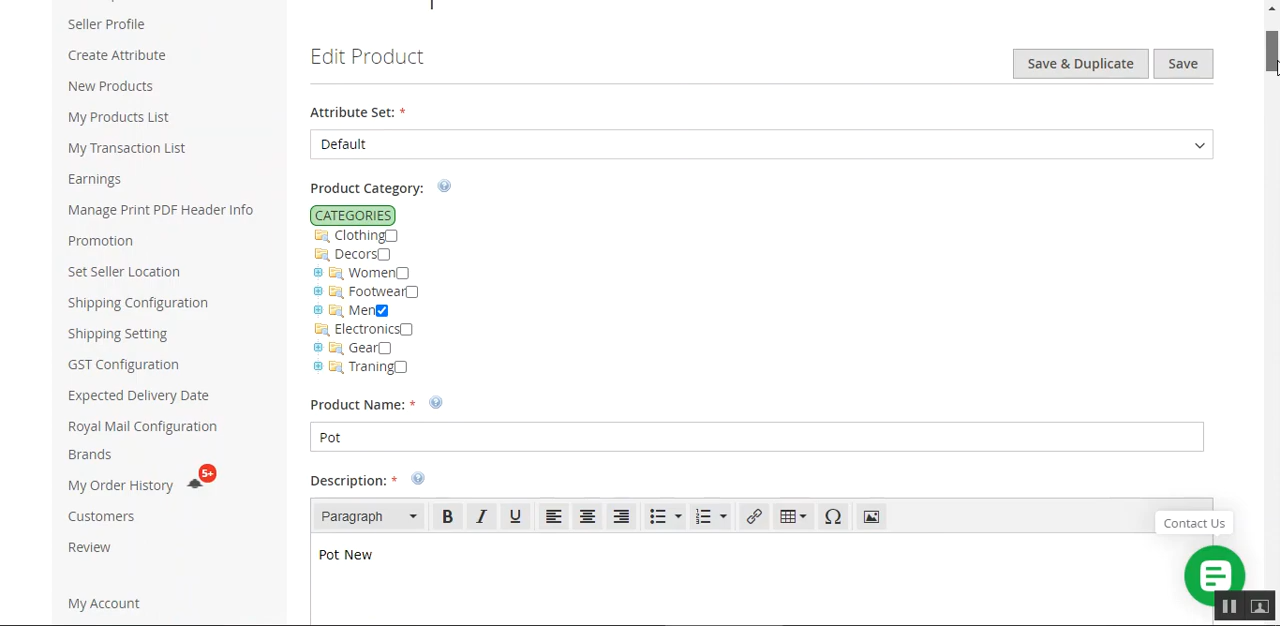 Seller Profile
Create Attribute
New Products
My Products List
My Transaction List
Earnings
Manage Print PDF Header Info
Promotion
Set Seller Location
Shipping Configuration
Shipping Setting
GST Configuration
Expected Delivery Date
Royal Mail Configuration
Brands
My Order History 5+
Customers
Review
My Account
Edit Product
Save & Duplicate Save
Attribute Set: *
Default
Product Category:
CATEGORIES
Clothing
Decors
Women
Footwear
Men
Electronics
Gear
Traning
Product Name: *
Pot
Description: *
Paragraph B I U Ω
Pot New
Contact Us